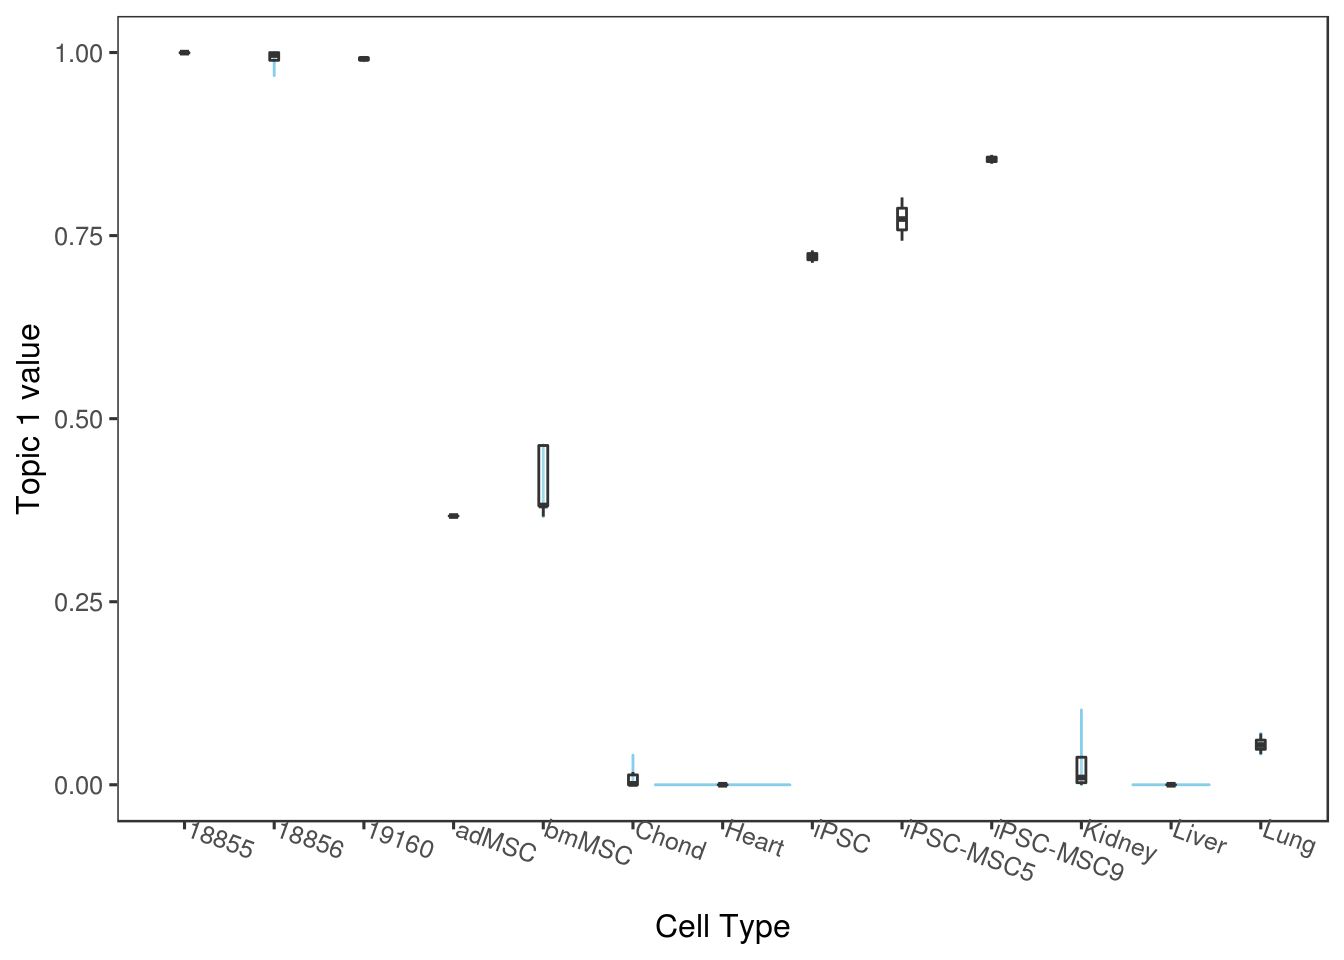 1.00
0.75
0.50
0.25
0.00
Topic 1 value
18855
18856
19160
adMSC
bmMSC
Chond
Heart
iPSC
iPSC-MSC5
iPSC-MSC9
Kidney
Liver
Lung
Cell Type